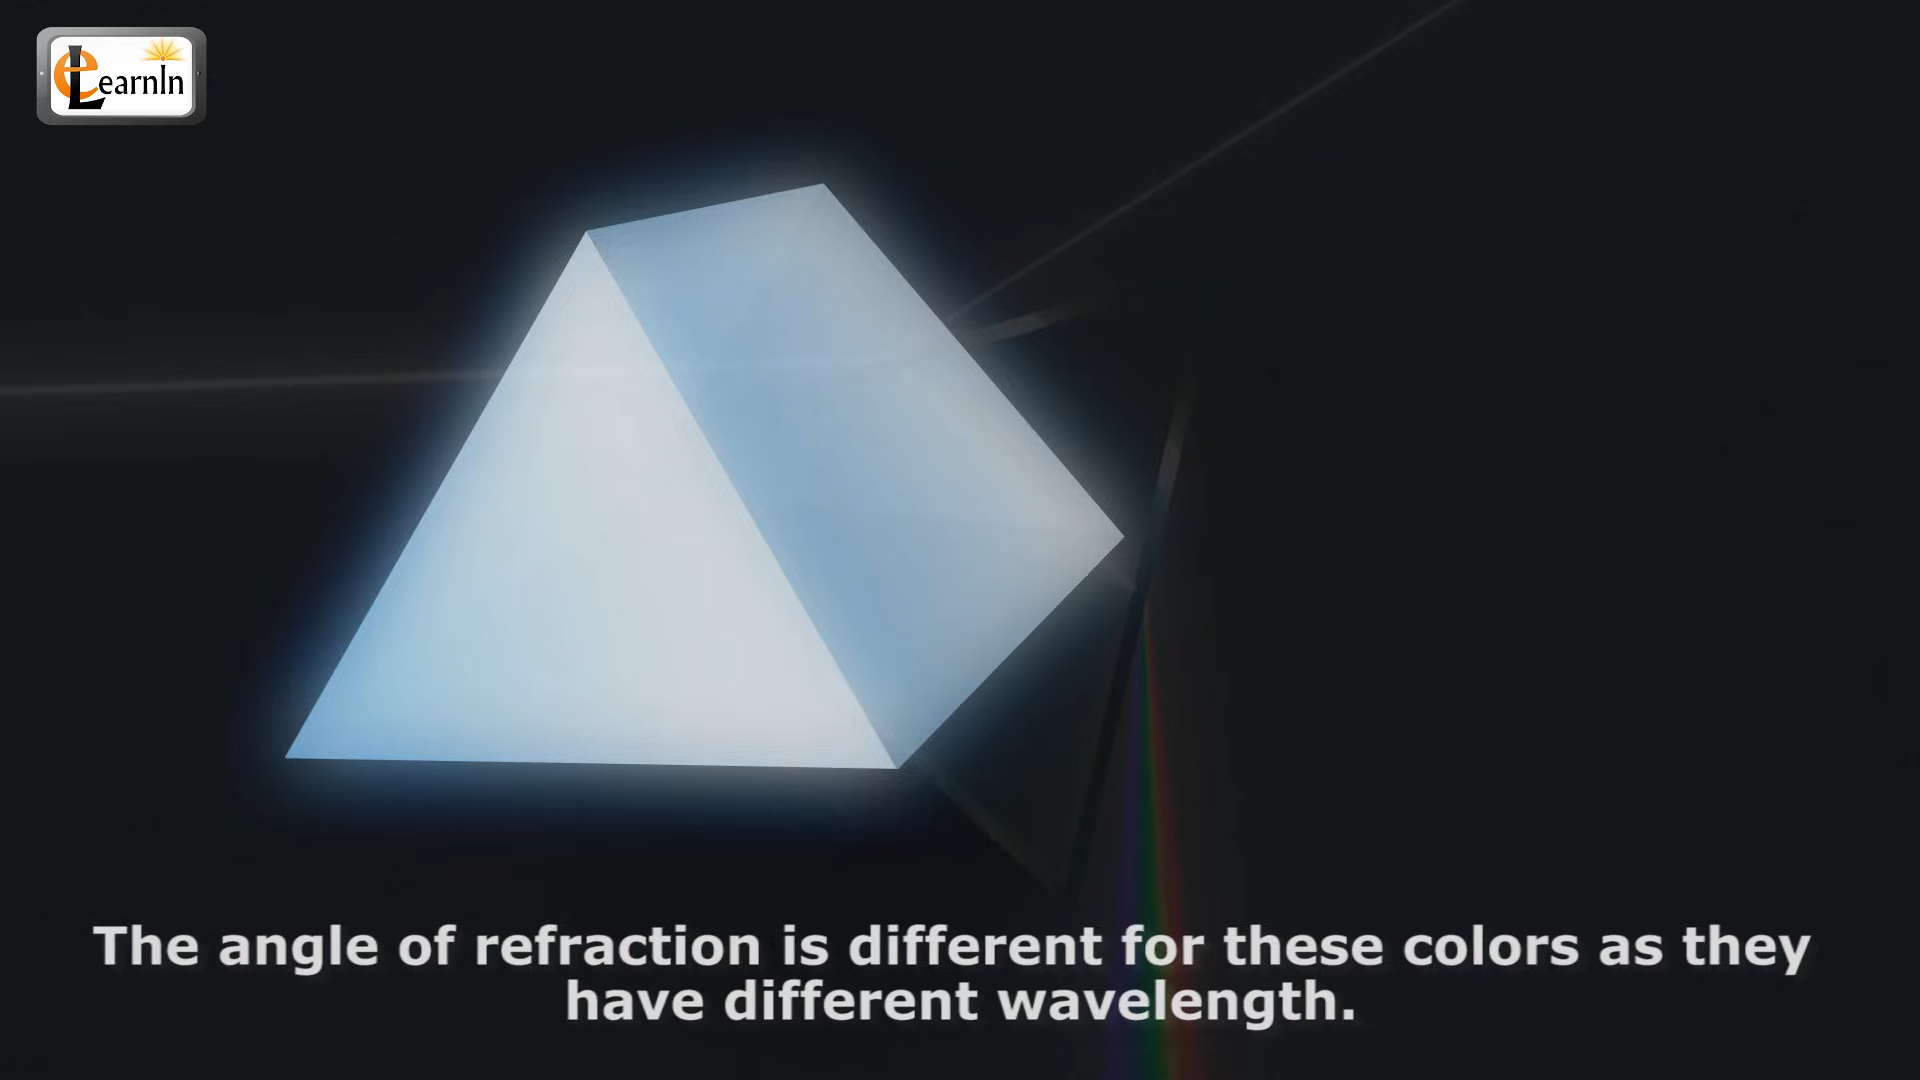 eLearnIn
The angle of refraction is different for these colors as they
have different wavelength.